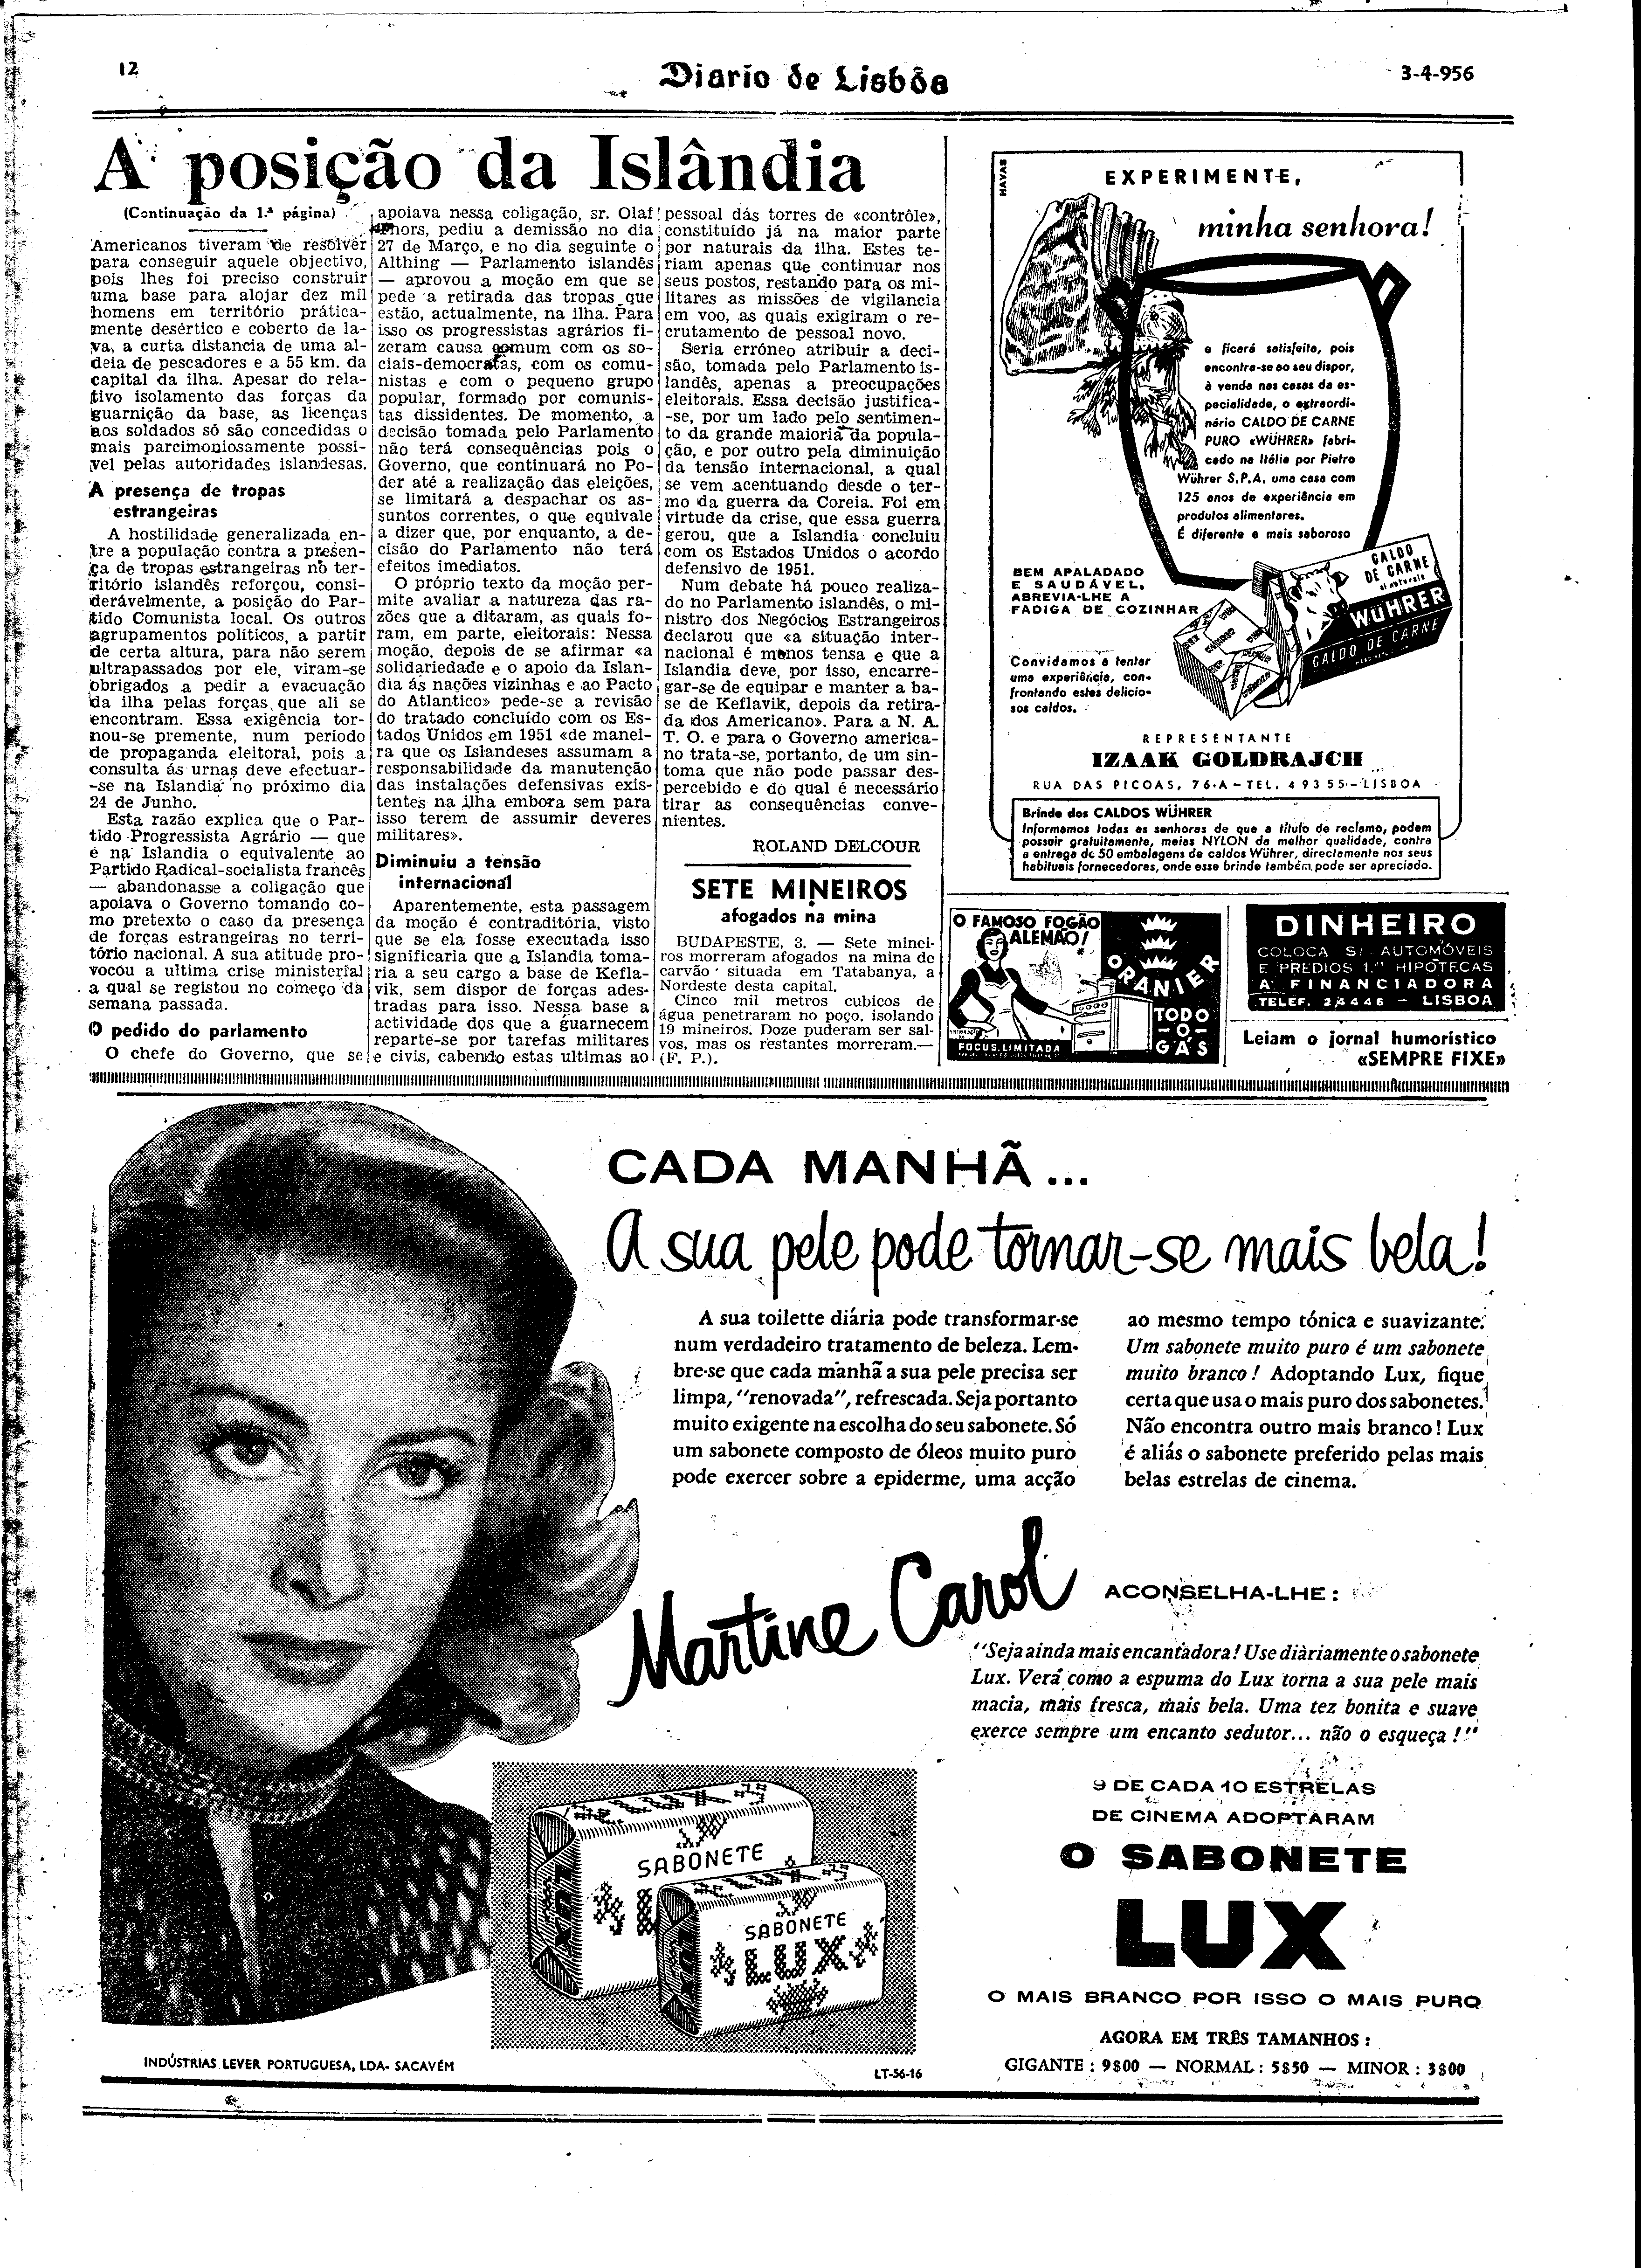 12
Diario de Lisbôa
3-4-956
A posição da Islândia
(Continuação da 1.ª página)
Americanos tiveram de resolver
para conseguir aquele objectivo,
pois lhes foi preciso construir
uma base para alojar dez mil
homens em território prática-
mente desértico e coberto de la-
va, a curta distancia de uma al-
deia de pescadores e a 55 km. da
capital da ilha. Apesar do rela-
tivo isolamento das forças da
guarnição da base, as licenças
aos soldados só são concedidas o
mais parcimoniosamente possi-
vel pelas autoridades islandesas.
A presença de tropas
estrangeiras
A hostilidade generalizada en-
tre a população contra a presen-
ça de tropas estrangeiras no ter-
ritório islandês reforçou, consi-
derávelmente, a posição do Par-
tido Comunista local. Os outros
agrupamentos politicos, a partir
de certa altura, para não serem
ultrapassados por ele, viram-se
obrigados a pedir a evacuação
da ilha pelas forças que ali se
encontram. Essa exigência tor-
nou-se premente, num periodo
de propaganda eleitoral, pois a
consulta ás urnas deve efectuar-
-se na Islandia no próximo dia
24 de Junho.
Esta razão explica que o Par-
tido Progressista Agrário — que
é na Islandia o equivalente ao
Partido Radical-socialista francês
— abandonasse a coligação que
apoiava o Governo tomando co-
mo pretexto o caso da presença
de forças estrangeiras no terri-
tório nacional. A sua atitude pro-
vocou a ultima crise ministerial
a qual se registou no começo da
semana passada.
O pedido do parlamento
O chefe do Governo, que se
apoiava nessa coligação, sr. Olaf
Thors, pediu a demissão no dia
27 de Março, e no dia seguinte o
Althing — Parlamento islandês
— aprovou a moção em que se
pede a retirada das tropas que
estão, actualmente, na ilha. Para
isso os progressistas agrários fi-
zeram causa comum com os so-
ciais-democratas, com os comu-
nistas e com o pequeno grupo
popular, formado por comunis-
tas dissidentes. De momento, a
decisão tomada pelo Parlamento
não terá consequências pois o
Governo, que continuará no Po-
der até a realização das eleições,
se limitará a despachar os as-
suntos correntes, o que equivale
a dizer que, por enquanto, a de-
cisão do Parlamento não terá
efeitos imediatos.
O próprio texto da moção per-
mite avaliar a natureza das ra-
zões que a ditaram, as quais fo-
ram, em parte, eleitorais: Nessa
moção, depois de se afirmar «a
solidariedade e o apoio da Islan-
dia ás nações vizinhas e ao Pacto
do Atlantico» pede-se a revisão
do tratado concluído com os Es-
tados Unidos em 1951 «de manei-
ra que os Islandeses assumam a
responsabilidade da manutenção
das instalações defensivas exis-
tentes na ilha embora sem para
isso terem de assumir deveres
militares».
Diminuiu a tensão
internacional
Aparentemente, esta passagem
da moção é contraditória, visto
que se ela fosse executada isso
significaria que a Islandia toma-
ria a seu cargo a base de Kefla-
vik, sem dispor de forças ades-
tradas para isso. Nessa base a
actividade dos que a guarnecem
reparte-se por tarefas militares
e civis, cabendo estas ultimas ao
pessoal das torres de «contrôle»,
constituído já na maior parte
por naturais da ilha. Estes te-
riam apenas que continuar nos
seus postos, restando para os mi-
litares as missões de vigilancia
em voo, as quais exigiram o re-
crutamento de pessoal novo.
Seria erróneo atribuir a deci-
são, tomada pelo Parlamento is-
landês, apenas a preocupações
eleitorais. Essa decisão justifica-
-se, por um lado pelo sentimen-
to da grande maioria da popula-
ção, e por outro pela diminuição
da tensão internacional, a qual
se vem acentuando desde o ter-
mo da guerra da Coreia. Foi em
virtude da crise, que essa guerra
gerou, que a Islandia concluiu
com os Estados Unidos o acordo
defensivo de 1951.
Num debate há pouco realiza-
do no Parlamento islandês, o mi-
nistro dos Negócios Estrangeiros
declarou que «a situação inter-
nacional é menos tensa e que a
Islandia deve, por isso, encarre-
gar-se de equipar e manter a ba-
se de Keflavik, depois da retira-
da dos Americano». Para a N. A.
T. O. e para o Governo america-
no trata-se, portanto, de um sin-
toma que não pode passar des-
percebido e do qual é necessário
tirar as consequências conve-
nientes.
ROLAND DELCOUR
SETE MINEIROS
afogados na mina
BUDAPESTE, 3. — Sete minei-
ros morreram afogados na mina de
carvão situada em Tatabanya, a
Nordeste desta capital.
Cinco mil metros cubicos de
água penetraram no poço, isolando
19 mineiros. Doze puderam ser sal-
vos, mas os restantes morreram.—
(F. P.).
HAVAS
EXPERIMENTE,
minha senhora!
e ficará satisfeita, pois
encontra-se ao seu dispor,
à venda nas casas da es-
pecialidade, o extraordi-
nário CALDO DE CARNE
PURO «WÜHRER» fabri-
cado na Itália por Pietro
Wührer S.P.A. uma casa com
125 anos de experiência em
produtos alimentares.
É diferente e mais saboroso
BEM APALADADO
E SAUDÁVEL,
ABREVIA-LHE A
FADIGA DE COZINHAR
CALDO
DE CARNE
al naturale
WÜHRER
CALDO DE CARNE
Convidamos a tentar
uma experiência, con-
frontando estes delicio-
sos caldos.
REPRESENTANTE
IZAAK GOLDRAJCH
RUA DAS PICOAS, 76-A — TEL. 49355 — LISBOA
Brinde dos CALDOS WÜHRER
Informamos todas as senhoras de que a título de reclamo, podem
possuir gratuitamente, meias NYLON da melhor qualidade, contra
a entrega de 50 embalagens de caldos Wührer, directamente nos seus
habituais fornecedores, onde esse brinde também pode ser apreciado.
O FAMOSO FOGÃO
ALEMÃO!
ORANIER
TODO
-O-
GÁS
FOCUS, LIMITADA
DINHEIRO
COLOCA S/ AUTOMÓVEIS
E PREDIOS 1.ªˢ HIPOTECAS
A FINANCIADORA
TELEF. 24446 — LISBOA
Leiam o jornal humorístico
«SEMPRE FIXE»
CADA MANHÃ...
A sua pele pode tornar-se mais bela!
A sua toilette diária pode transformar-se
num verdadeiro tratamento de beleza. Lem-
bre-se que cada manhã a sua pele precisa ser
limpa, "renovada", refrescada. Seja portanto
muito exigente na escolha do seu sabonete. Só
um sabonete composto de óleos muito puro
pode exercer sobre a epiderme, uma acção
ao mesmo tempo tónica e suavizante.
Um sabonete muito puro é um sabonete
muito branco! Adoptando Lux, fique
certa que usa o mais puro dos sabonetes.
Não encontra outro mais branco! Lux
é aliás o sabonete preferido pelas mais
belas estrelas de cinema.
Martine Carol
ACONSELHA-LHE:
"Seja ainda mais encantadora! Use diàriamente o sabonete
Lux. Verá como a espuma do Lux torna a sua pele mais
macia, mais fresca, mais bela. Uma tez bonita e suave
exerce sempre um encanto sedutor... não o esqueça!"
LUX
SABONETE
LUX
LUX
SABONETE
LUX
LUX
9 DE CADA 10 ESTRELAS
DE CINEMA ADOPTARAM
O SABONETE
LUX
O MAIS BRANCO POR ISSO O MAIS PURO
AGORA EM TRÊS TAMANHOS:
GIGANTE: 9$00 — NORMAL: 5$50 — MINOR: 3$00
INDÚSTRIAS LEVER PORTUGUESA, LDA- SACAVÉM
LT-56-16